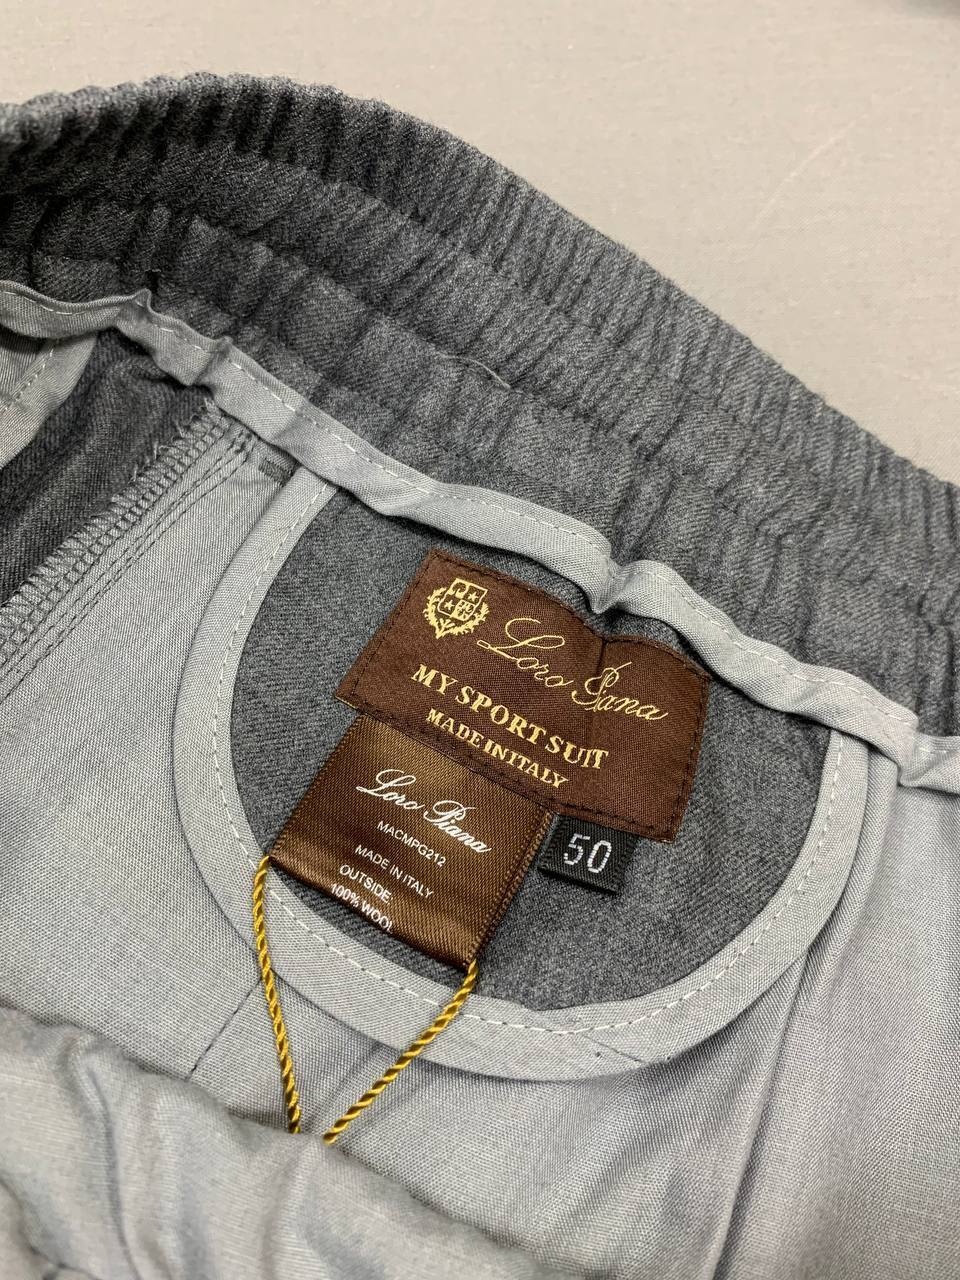 Loro Piana
MY SPORT SUIT
MADE IN ITALY
Loro Piana
MACMPG212
MADE IN ITALY
OUTSIDE:
100% WOOL
50